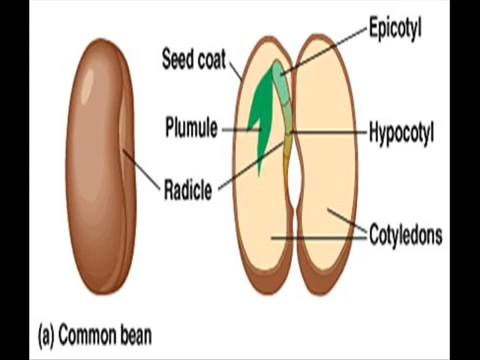 Epicotyl
Seed coat
Plumule
Hypocotyl
Radicle
Cotyledons
(a) Common bean